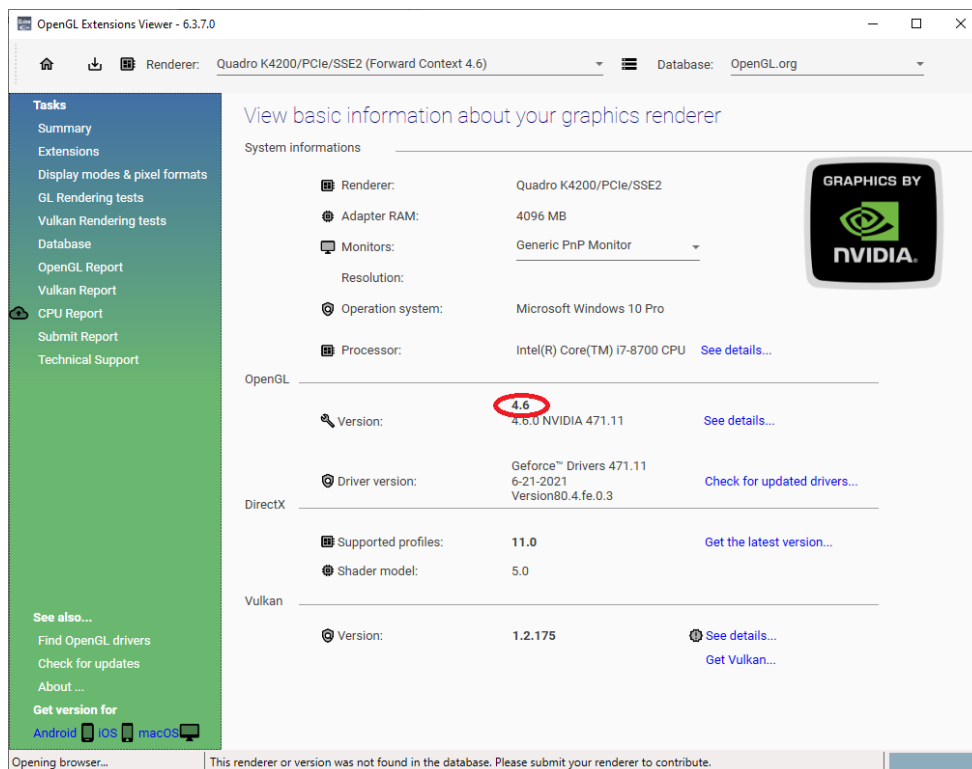 OpenGL Extensions Viewer - 6.3.7.0
Renderer: Quadro K4200/PCIe/SSE2 (Forward Context 4.6) Database: OpenGL.org
Tasks
Summary
Extensions
Display modes & pixel formats
GL Rendering tests
Vulkan Rendering tests
Database
OpenGL Report
Vulkan Report
CPU Report
Submit Report
Technical Support
See also...
Find OpenGL drivers
Check for updates
About ...
Get version for
Android iOS macOS
View basic information about your graphics renderer
System informations
Renderer: Quadro K4200/PCIe/SSE2
Adapter RAM: 4096 MB
Monitors: Generic PnP Monitor
Resolution:
Operation system: Microsoft Windows 10 Pro
Processor: Intel(R) Core(TM) i7-8700 CPU See details...
GRAPHICS BY
NVIDIA.
OpenGL
4.6
Version: 4.6.0 NVIDIA 471.11 See details...
Geforce™ Drivers 471.11
Driver version: 6-21-2021 Check for updated drivers...
Version80.4.fe.0.3
DirectX
Supported profiles: 11.0 Get the latest version...
Shader model: 5.0
Vulkan
Version: 1.2.175 See details...
Get Vulkan...
Opening browser... This renderer or version was not found in the database. Please submit your renderer to contribute.